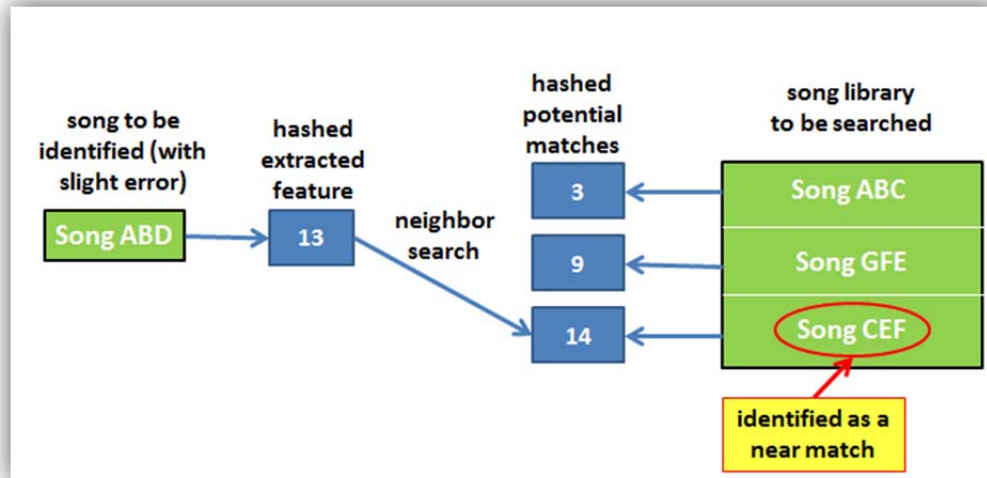 song to be
identified (with
slight error)
Song ABD
hashed
extracted
feature
13
neighbor
search
hashed
potential
matches
3
9
14
song library
to be searched
Song ABC
Song GFE
Song CEF
identified as a
near match